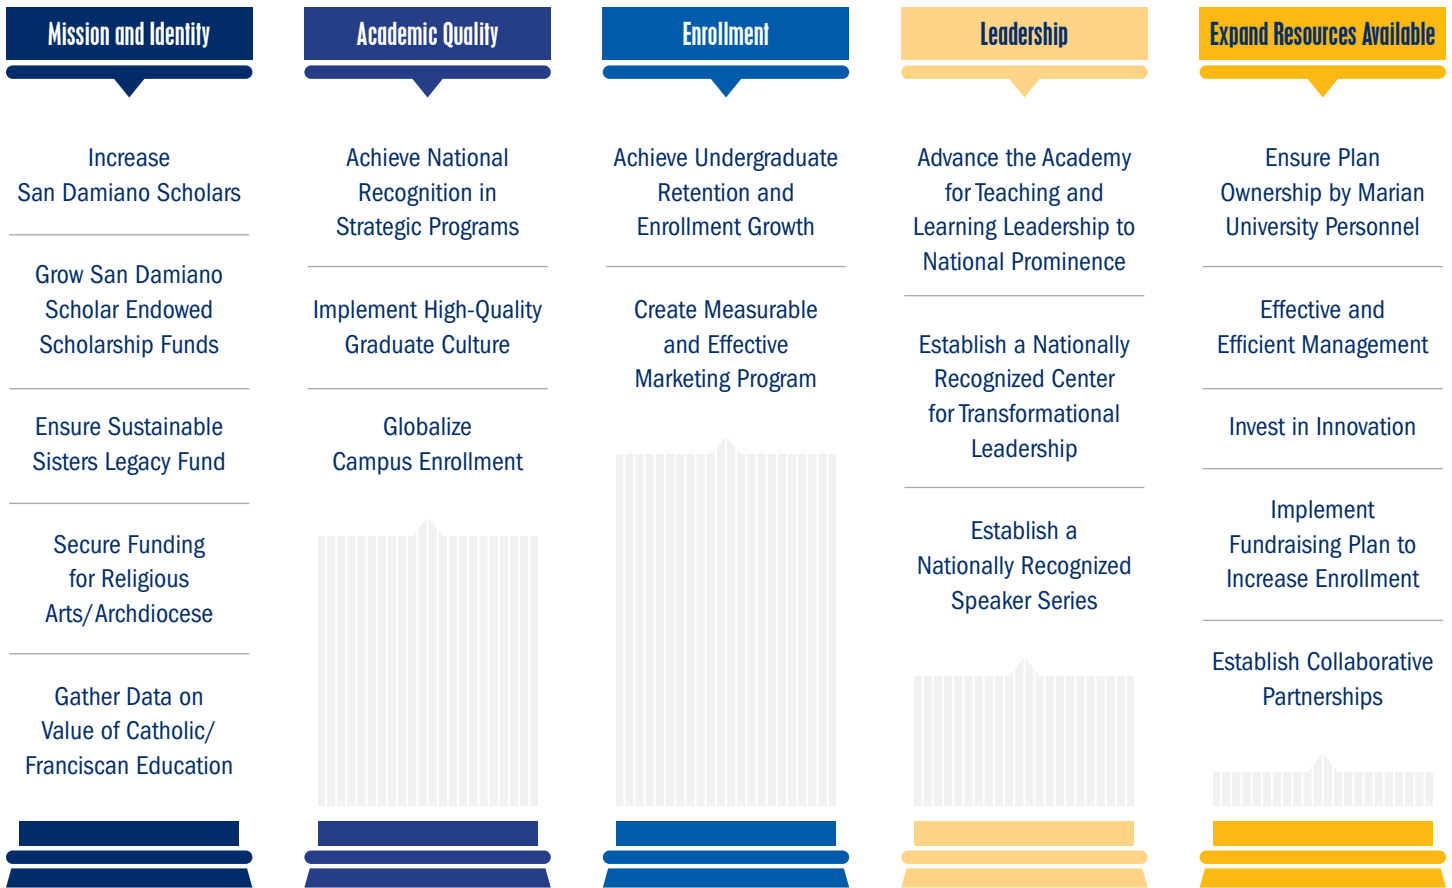 Mission and Identity
Increase
San Damiano Scholars
Grow San Damiano
Scholar Endowed
Scholarship Funds
Ensure Sustainable
Sisters Legacy Fund
Secure Funding
for Religious
Arts/Archdiocese
Gather Data on
Value of Catholic/
Franciscan Education
Academic Quality
Achieve National
Recognition in
Strategic Programs
Implement High-Quality
Graduate Culture
Globalize
Campus Enrollment
Enrollment
Achieve Undergraduate
Retention and
Enrollment Growth
Create Measurable
and Effective
Marketing Program
Leadership
Advance the Academy
for Teaching and
Learning Leadership to
National Prominence
Establish a Nationally
Recognized Center
for Transformational
Leadership
Establish a
Nationally Recognized
Speaker Series
Expand Resources Available
Ensure Plan
Ownership by Marian
University Personnel
Effective and
Efficient Management
Invest in Innovation
Implement
Fundraising Plan to
Increase Enrollment
Establish Collaborative
Partnerships